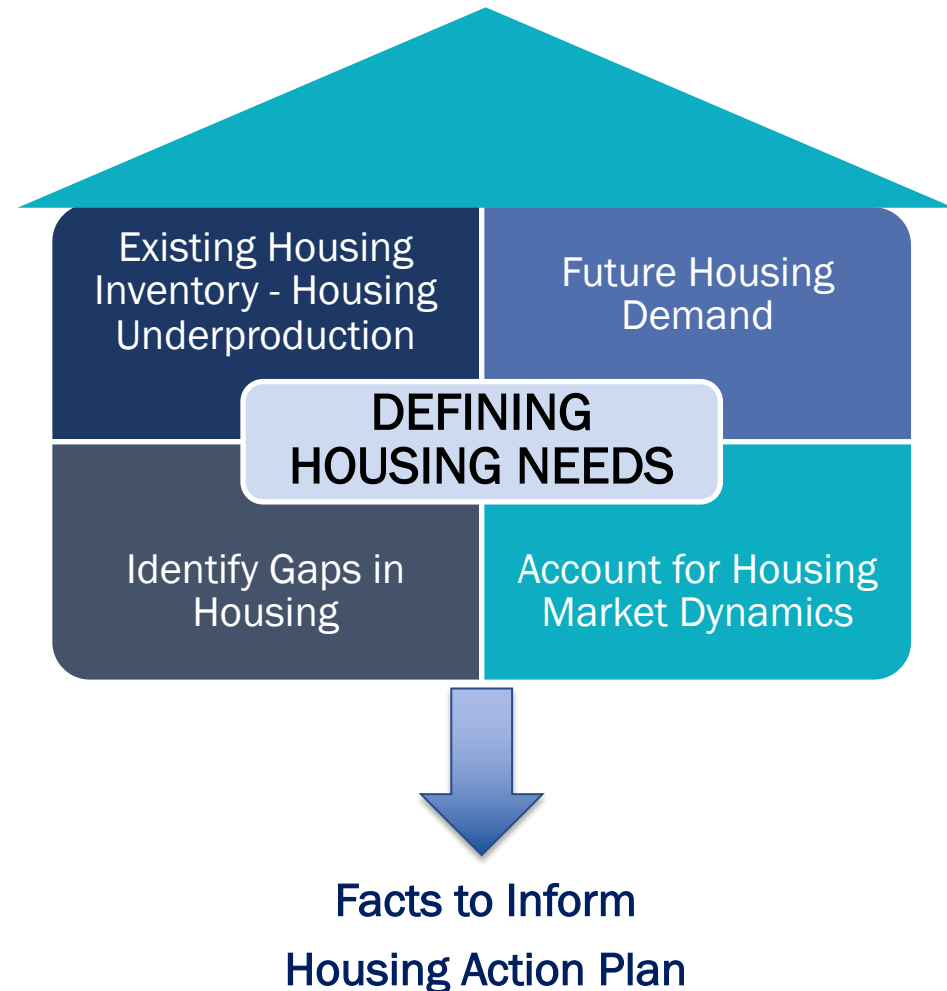 Existing Housing
Inventory - Housing
Underproduction
Future Housing
Demand
DEFINING
HOUSING NEEDS
Identify Gaps in
Housing
Account for Housing
Market Dynamics
Facts to Inform
Housing Action Plan